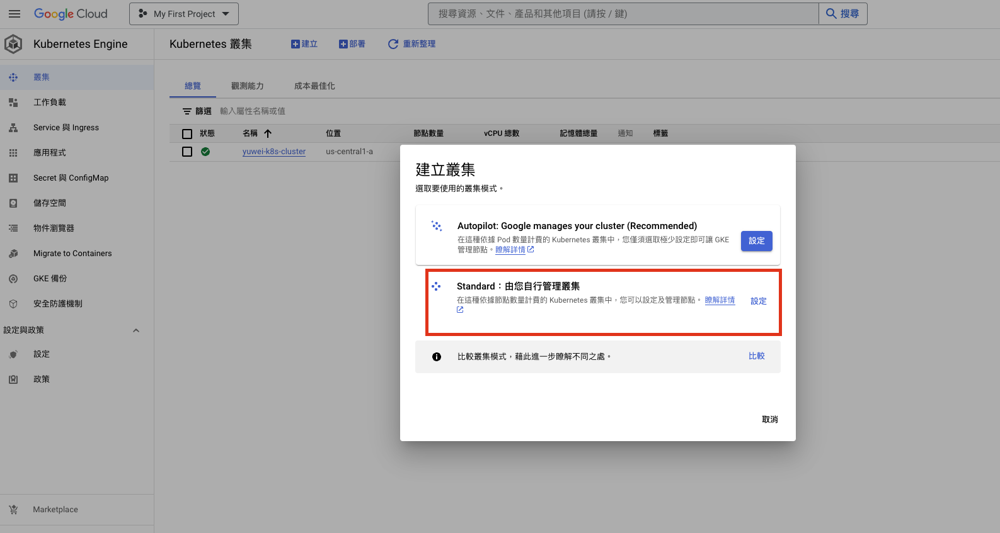 Google Cloud
My First Project
搜尋資源、文件、產品和其他項目 (請按 / 鍵)
搜尋
Kubernetes Engine
叢集
工作負載
Service 與 Ingress
應用程式
Secret 與 ConfigMap
儲存空間
物件瀏覽器
Migrate to Containers
GKE 備份
安全防護機制
設定與政策
設定
政策
Marketplace
Kubernetes 叢集
建立
部署
重新整理
總覽
觀測能力
成本最佳化
篩選
輸入屬性名稱或值
狀態
名稱
位置
節點數量
vCPU 總數
記憶體總量
通知
標籤
yuwei-k8s-cluster
us-central1-a
建立叢集
選取要使用的叢集模式。
Autopilot: Google manages your cluster (Recommended)
在這種依據 Pod 數量計費的 Kubernetes 叢集中，您僅須選取極少設定即可讓 GKE
管理節點。瞭解詳情
設定
Standard：由您自行管理叢集
在這種依據節點數量計費的 Kubernetes 叢集中，您可以設定及管理節點。 瞭解詳情
設定
比較叢集模式，藉此進一步瞭解不同之處。
比較
取消